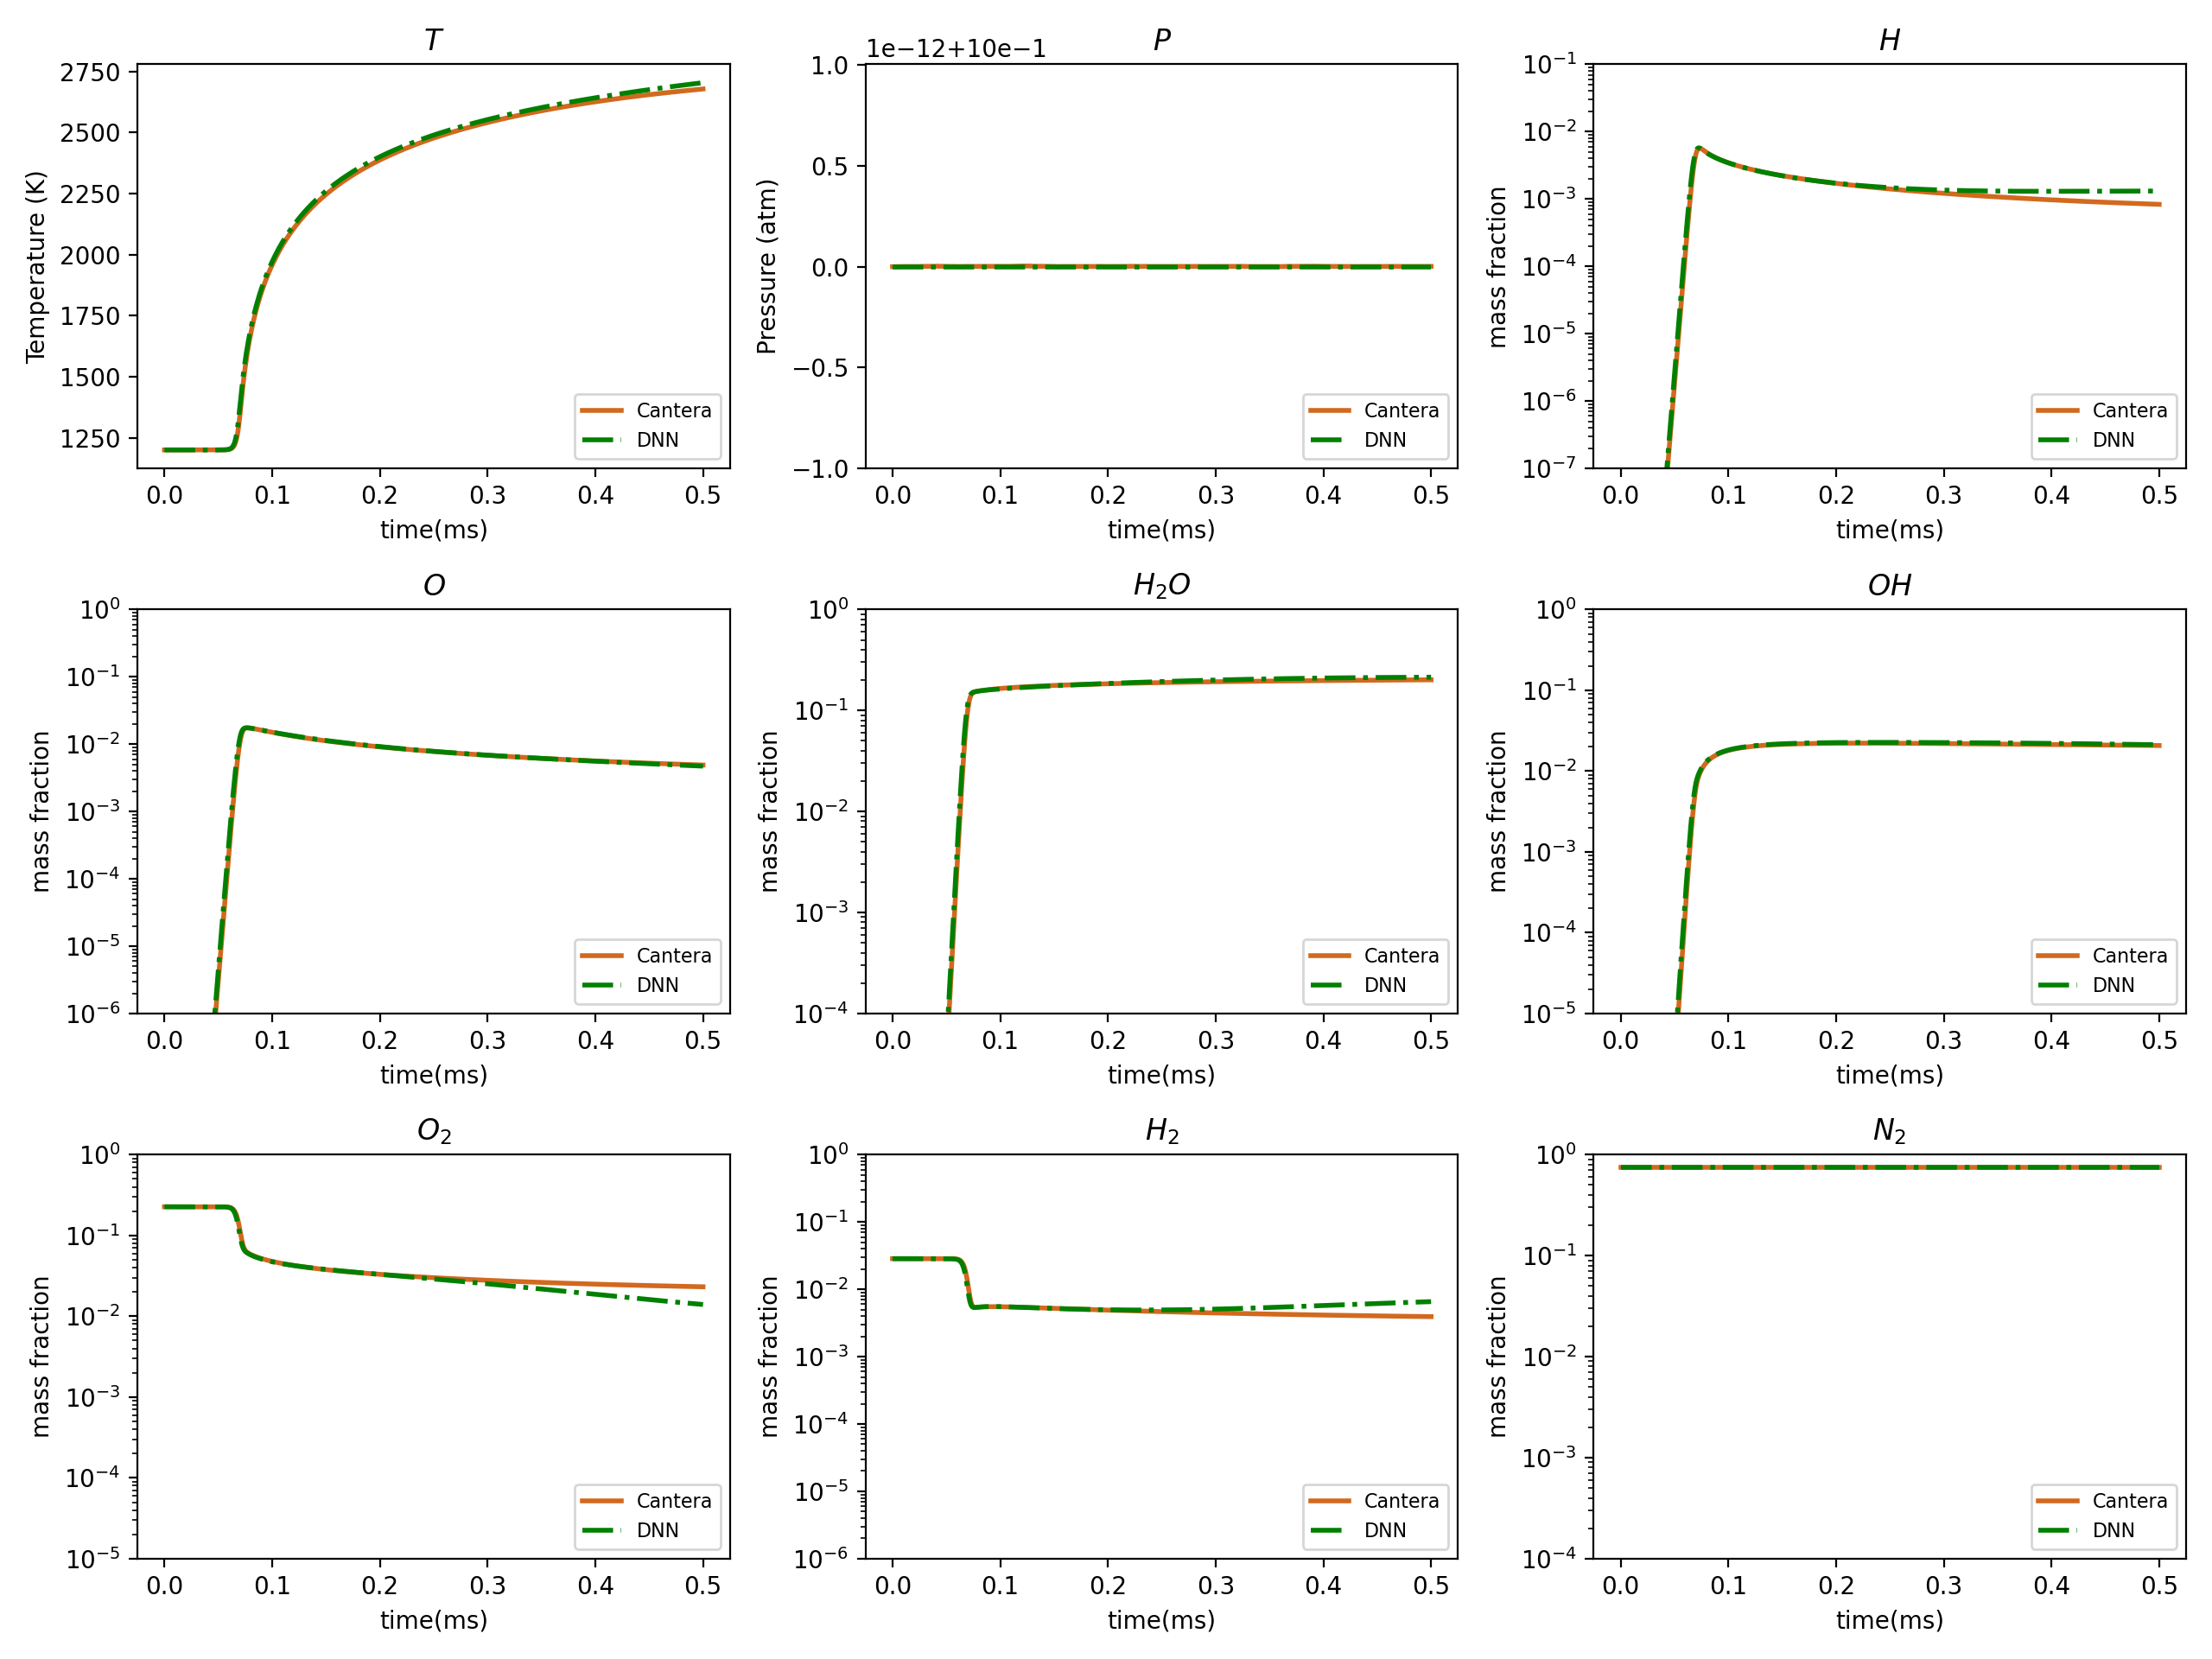 T
2750
2500
2250
2000
1750
1500
1250
Temperature (K)
Cantera
DNN
0.0 0.1 0.2 0.3 0.4 0.5
time(ms)
1e−12+10e−1
P
1.0
0.5
0.0
−0.5
−1.0
Pressure (atm)
Cantera
DNN
0.0 0.1 0.2 0.3 0.4 0.5
time(ms)
H
10⁻¹
10⁻²
10⁻³
10⁻⁴
10⁻⁵
10⁻⁶
10⁻⁷
mass fraction
Cantera
DNN
0.0 0.1 0.2 0.3 0.4 0.5
time(ms)
O
10⁰
10⁻¹
10⁻²
10⁻³
10⁻⁴
10⁻⁵
10⁻⁶
mass fraction
Cantera
DNN
0.0 0.1 0.2 0.3 0.4 0.5
time(ms)
H₂O
10⁰
10⁻¹
10⁻²
10⁻³
10⁻⁴
mass fraction
Cantera
DNN
0.0 0.1 0.2 0.3 0.4 0.5
time(ms)
OH
10⁰
10⁻¹
10⁻²
10⁻³
10⁻⁴
10⁻⁵
mass fraction
Cantera
DNN
0.0 0.1 0.2 0.3 0.4 0.5
time(ms)
O₂
10⁰
10⁻¹
10⁻²
10⁻³
10⁻⁴
10⁻⁵
mass fraction
Cantera
DNN
0.0 0.1 0.2 0.3 0.4 0.5
time(ms)
H₂
10⁰
10⁻¹
10⁻²
10⁻³
10⁻⁴
10⁻⁵
10⁻⁶
mass fraction
Cantera
DNN
0.0 0.1 0.2 0.3 0.4 0.5
time(ms)
N₂
10⁰
10⁻¹
10⁻²
10⁻³
10⁻⁴
mass fraction
Cantera
DNN
0.0 0.1 0.2 0.3 0.4 0.5
time(ms)